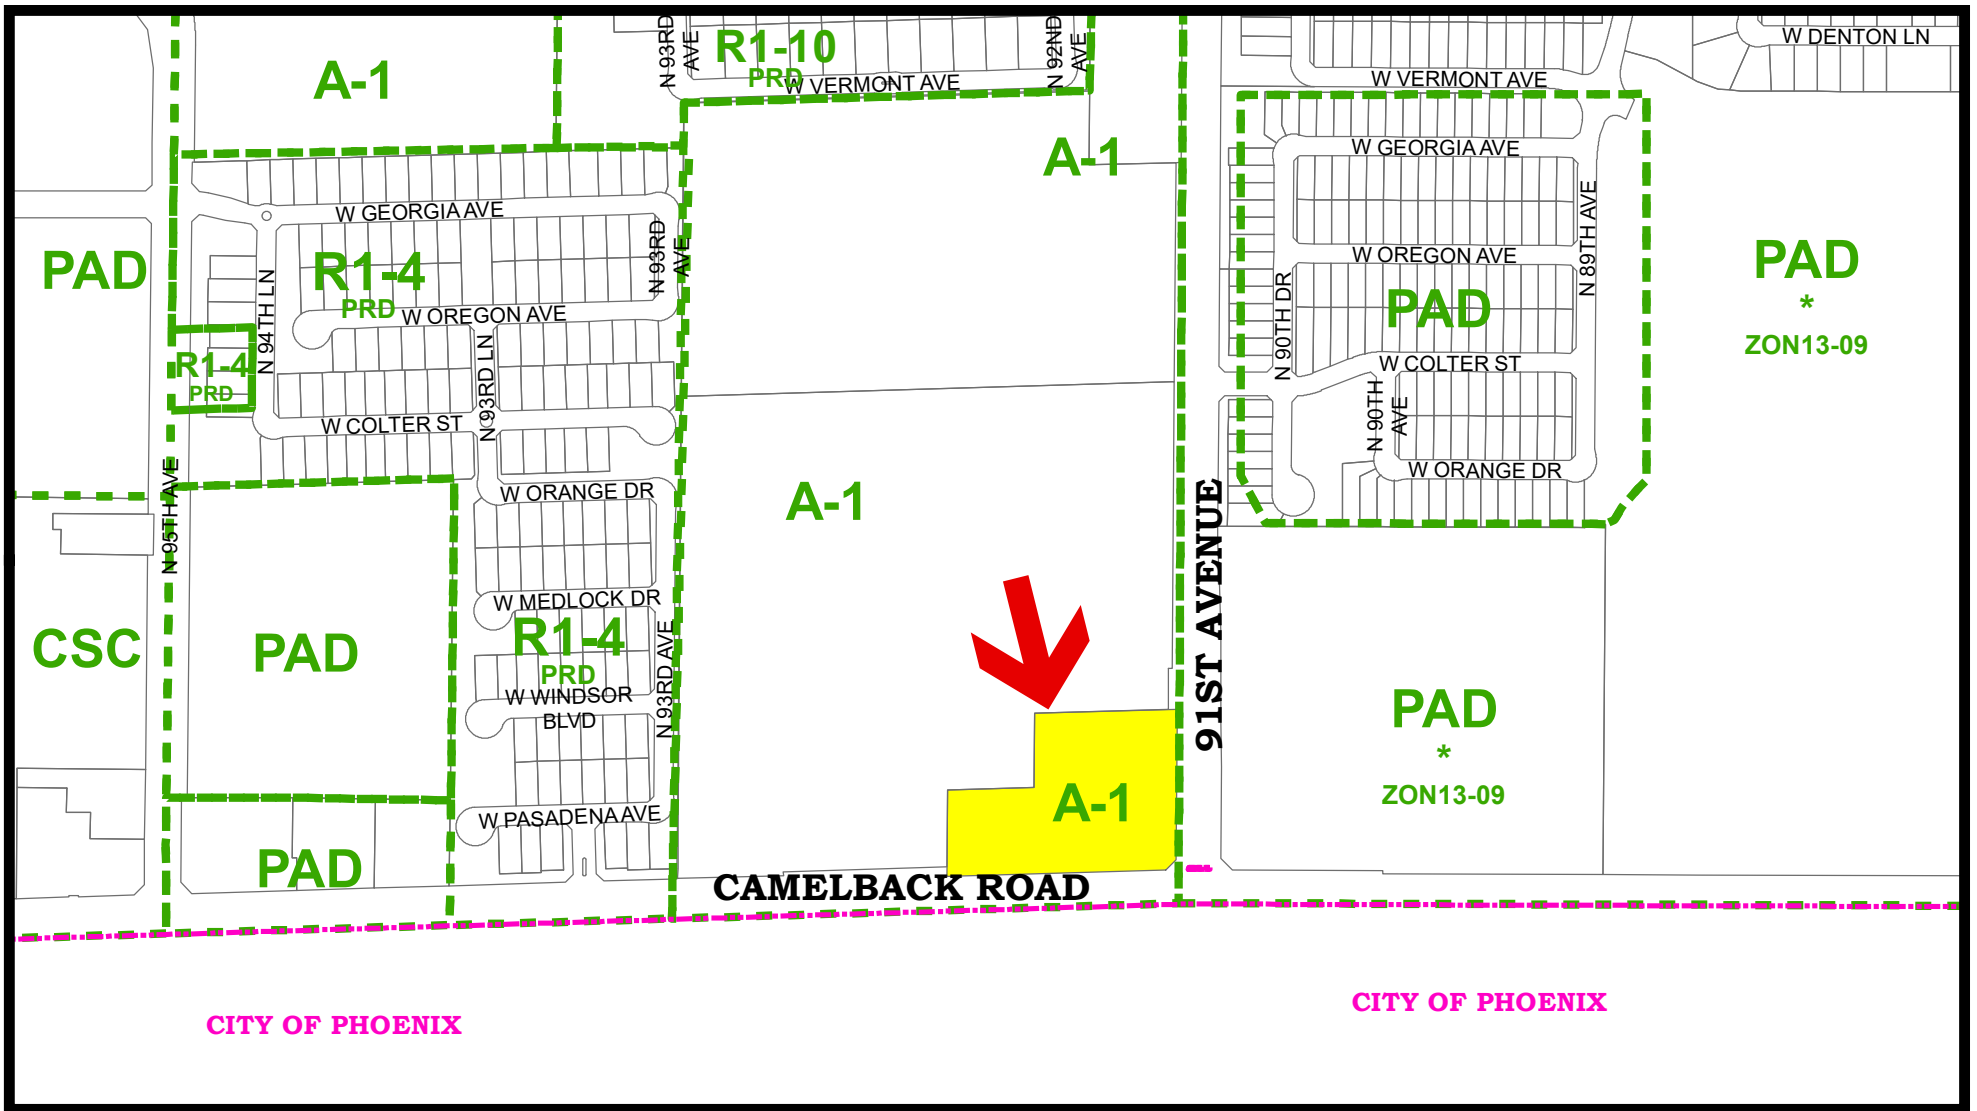 A-1
N 93RD
AVE
R1-10
PRD
W VERMONT AVE
N 92ND
AVE
W VERMONT AVE
W DENTON LN
A-1
W GEORGIA AVE
W GEORGIA AVE
N 93RD
AVE
N 89TH AVE
PAD
R1-4
PRD
W OREGON AVE
W OREGON AVE
PAD
*
ZON13-09
N 94TH LN
N 90TH DR
PAD
R1-4
PRD
N 93RD LN
W COLTER ST
W COLTER ST
N 90TH
AVE
N 95TH AVE
W ORANGE DR
W ORANGE DR
A-1
91ST AVENUE
W MEDLOCK DR
CSC
PAD
R1-4
PRD
N 93RD AVE
W WINDSOR
BLVD
PAD
*
ZON13-09
A-1
W PASADENA AVE
PAD
CAMELBACK ROAD
CITY OF PHOENIX
CITY OF PHOENIX